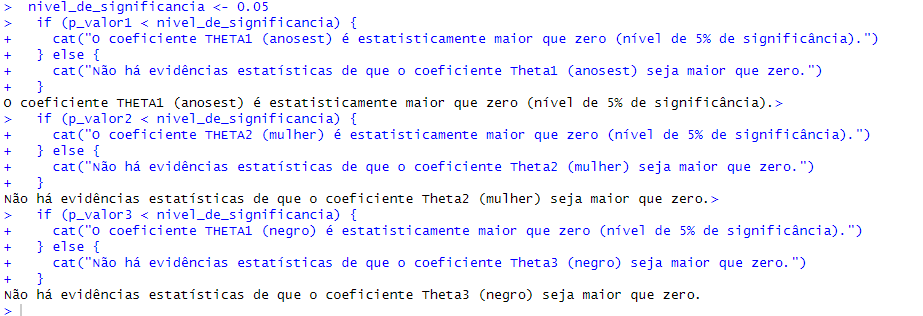 >  nivel_de_significancia <- 0.05
>   if (p_valor1 < nivel_de_significancia) {
+     cat("O coeficiente THETA1 (anosest) é estatisticamente maior que zero (nível de 5% de significância).")
+   } else {
+     cat("Não há evidências estatísticas de que o coeficiente Theta1 (anosest) seja maior que zero.")
+   }
O coeficiente THETA1 (anosest) é estatisticamente maior que zero (nível de 5% de significância).>
>   if (p_valor2 < nivel_de_significancia) {
+     cat("O coeficiente THETA2 (mulher) é estatisticamente maior que zero (nível de 5% de significância).")
+   } else {
+     cat("Não há evidências estatísticas de que o coeficiente Theta2 (mulher) seja maior que zero.")
+   }
Não há evidências estatísticas de que o coeficiente Theta2 (mulher) seja maior que zero.>
>   if (p_valor3 < nivel_de_significancia) {
+     cat("O coeficiente THETA1 (negro) é estatisticamente maior que zero (nível de 5% de significância).")
+   } else {
+     cat("Não há evidências estatísticas de que o coeficiente Theta3 (negro) seja maior que zero.")
+   }
Não há evidências estatísticas de que o coeficiente Theta3 (negro) seja maior que zero.
>